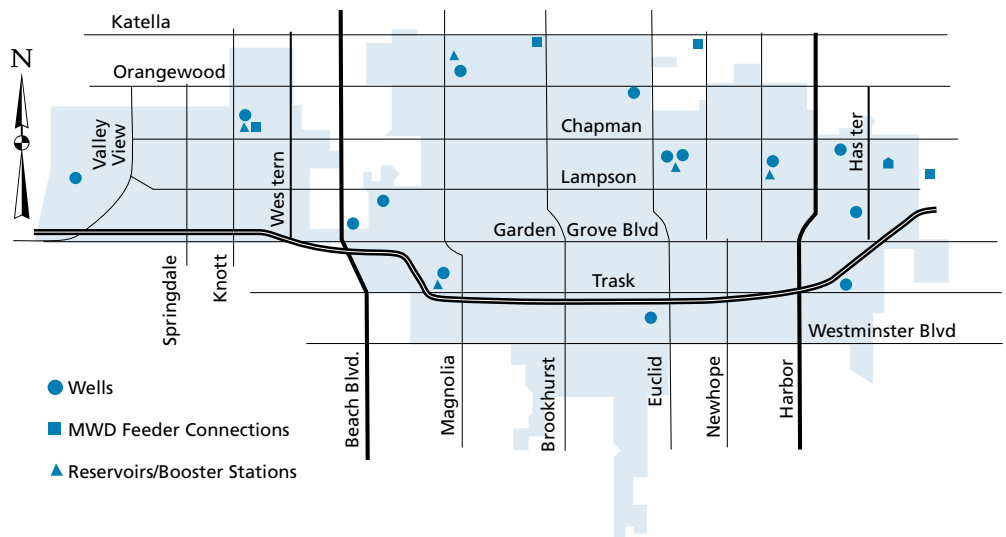 Katella
N
Orangewood
Chapman
Valley
View
Western
Haster
Lampson
Garden Grove Blvd
Trask
Springdale
Knott
Westminster Blvd
Beach Blvd.
Magnolia
Brookhurst
Euclid
Newhope
Harbor
Wells
MWD Feeder Connections
Reservoirs/Booster Stations